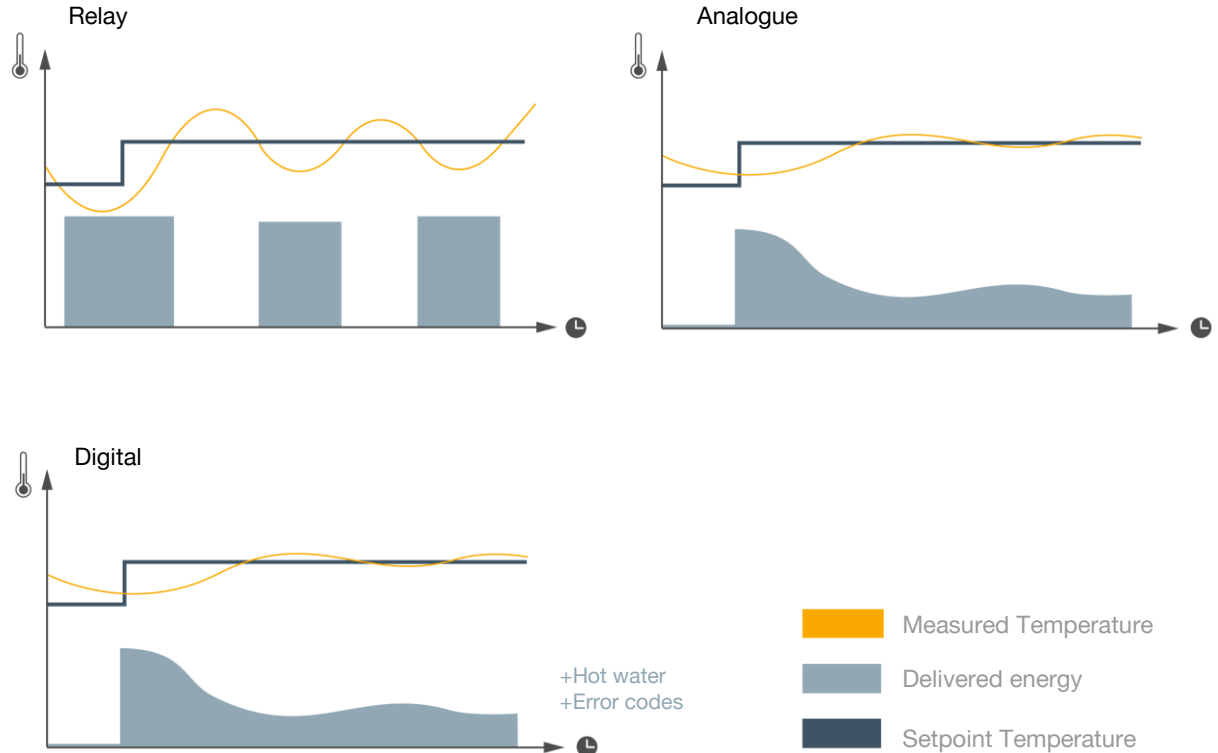 Relay
Analogue
Digital
+Hot water
+Error codes
Measured Temperature
Delivered energy
Setpoint Temperature